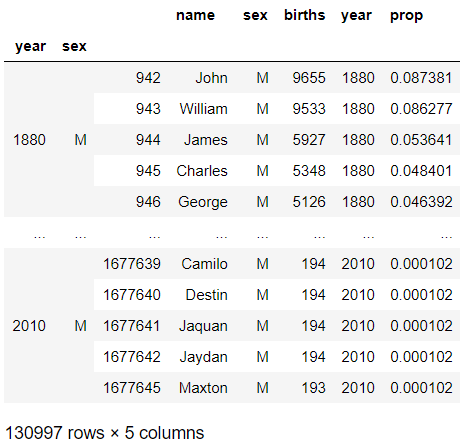 name sex births year prop
year sex
942 John M 9655 1880 0.087381
943 William M 9533 1880 0.086277
1880 M 944 James M 5927 1880 0.053641
945 Charles M 5348 1880 0.048401
946 George M 5126 1880 0.046392
... ... ... ... ... ... ... ...
1677639 Camilo M 194 2010 0.000102
1677640 Destin M 194 2010 0.000102
2010 M 1677641 Jaquan M 194 2010 0.000102
1677642 Jaydan M 194 2010 0.000102
1677645 Maxton M 193 2010 0.000102
130997 rows × 5 columns